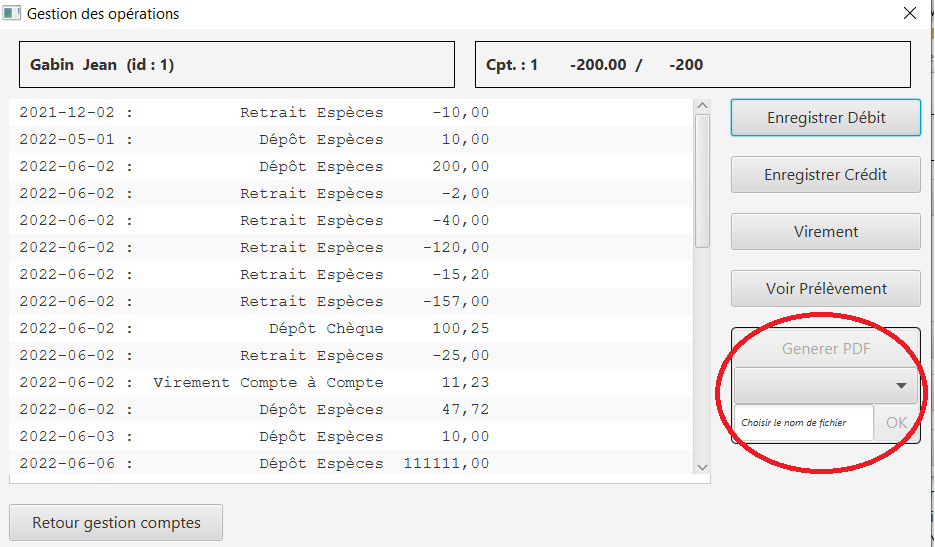 Gestion des opérations
Gabin Jean (id : 1)
Cpt. : 1 -200.00 / -200
2021-12-02 : Retrait Espèces -10,00
2022-05-01 : Dépôt Espèces 10,00
2022-06-02 : Dépôt Espèces 200,00
2022-06-02 : Retrait Espèces -2,00
2022-06-02 : Retrait Espèces -40,00
2022-06-02 : Retrait Espèces -120,00
2022-06-02 : Retrait Espèces -15,20
2022-06-02 : Retrait Espèces -157,00
2022-06-02 : Dépôt Chèque 100,25
2022-06-02 : Retrait Espèces -25,00
2022-06-02 : Virement Compte à Compte 11,23
2022-06-02 : Dépôt Espèces 47,72
2022-06-03 : Dépôt Espèces 10,00
2022-06-06 : Dépôt Espèces 111111,00
Enregistrer Débit
Enregistrer Crédit
Virement
Voir Prélèvement
Generer PDF
Choisir le nom de fichier
OK
Retour gestion comptes